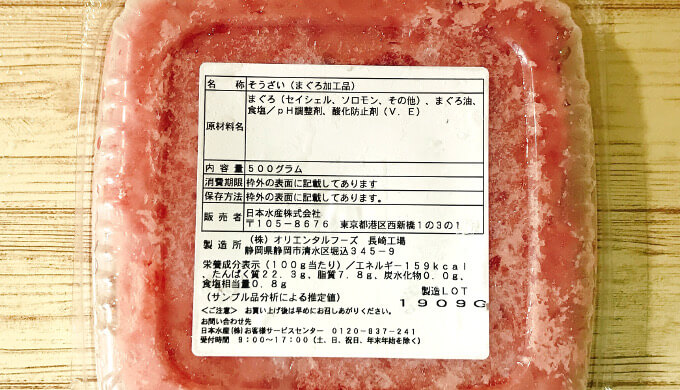 名称 そうざい（まぐろ加工品）
原材料名 まぐろ（セイシェル、ソロモン、その他）、まぐろ油、
食塩／ｐＨ調整剤、酸化防止剤（Ｖ．Ｅ）
内容量 ５００グラム
消費期限 枠外の表面に記載してあります
保存方法 枠外の表面に記載してあります。
販売者 日本水産株式会社
〒１０５－８６７６　東京都港区西新橋１の３の１
製造所 （株）オリエンタルフーズ　長崎工場
静岡県静岡市清水区堀込３４５－９
栄養成分表示（１００ｇ当たり）／エネルギー１５９ｋｃａｌ
、たんぱく質２２．３ｇ，脂質７．８ｇ，炭水化物０．０ｇ，
食塩相当量０．８ｇ
製造ＬＯＴ
（サンプル品分析による推定値）
１９０９Ｇ
＜ご注意＞　お買い上げ後は早めにお召しあがりください。
お問い合わせ先
日本水産（株）お客様サービスセンター　０１２０－８３７－２４１
受付時間　９：００～１７：００（土、日、祝日、年末年始を除く）